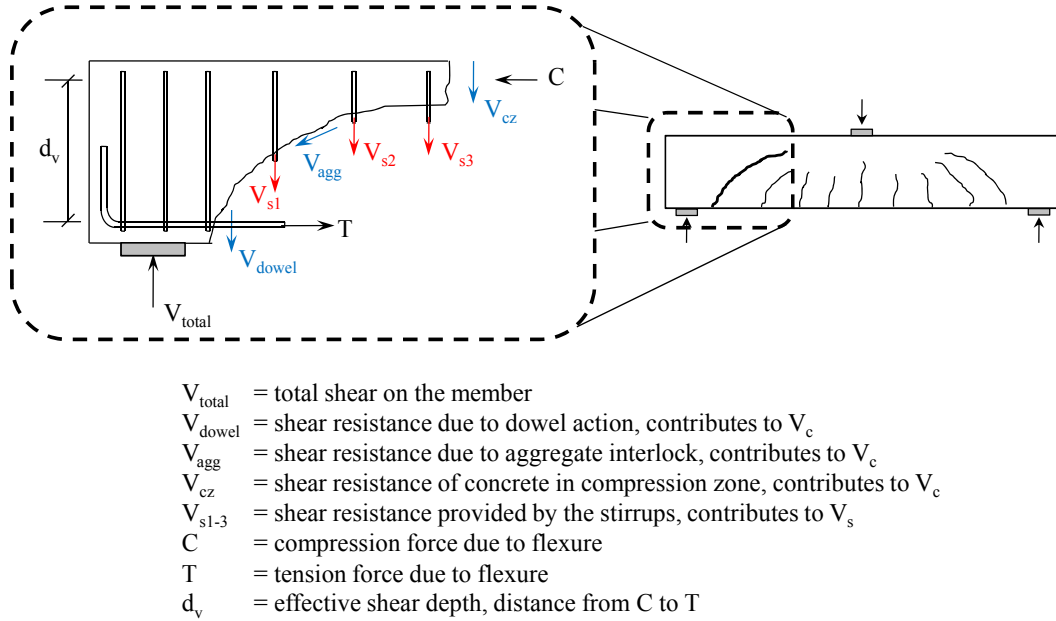 C
V_cz
d_v
V_agg
V_s2
V_s3
V_s1
T
V_dowel
V_total
V_total = total shear on the member
V_dowel = shear resistance due to dowel action, contributes to V_c
V_agg = shear resistance due to aggregate interlock, contributes to V_c
V_cz = shear resistance of concrete in compression zone, contributes to V_c
V_s1-3 = shear resistance provided by the stirrups, contributes to V_s
C = compression force due to flexure
T = tension force due to flexure
d_v = effective shear depth, distance from C to T